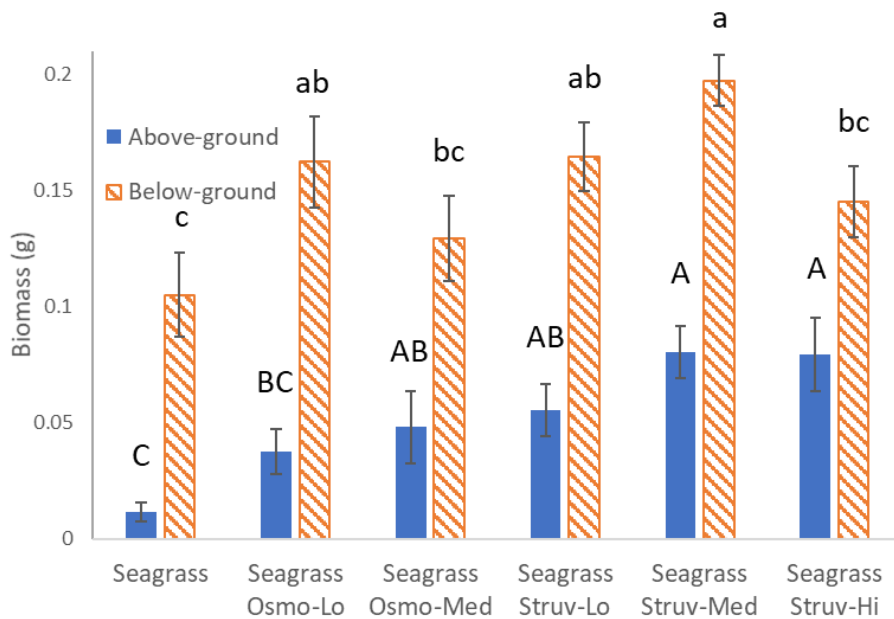 a
ab
ab
0.2
Above-ground
bc
bc
Below-ground
0.15
c
Biomass (g)
A
A
0.1
AB
AB
BC
0.05
C
0
Seagrass
Seagrass
Seagrass
Seagrass
Seagrass
Seagrass
Osmo-Lo
Osmo-Med
Struv-Lo
Struv-Med
Struv-Hi